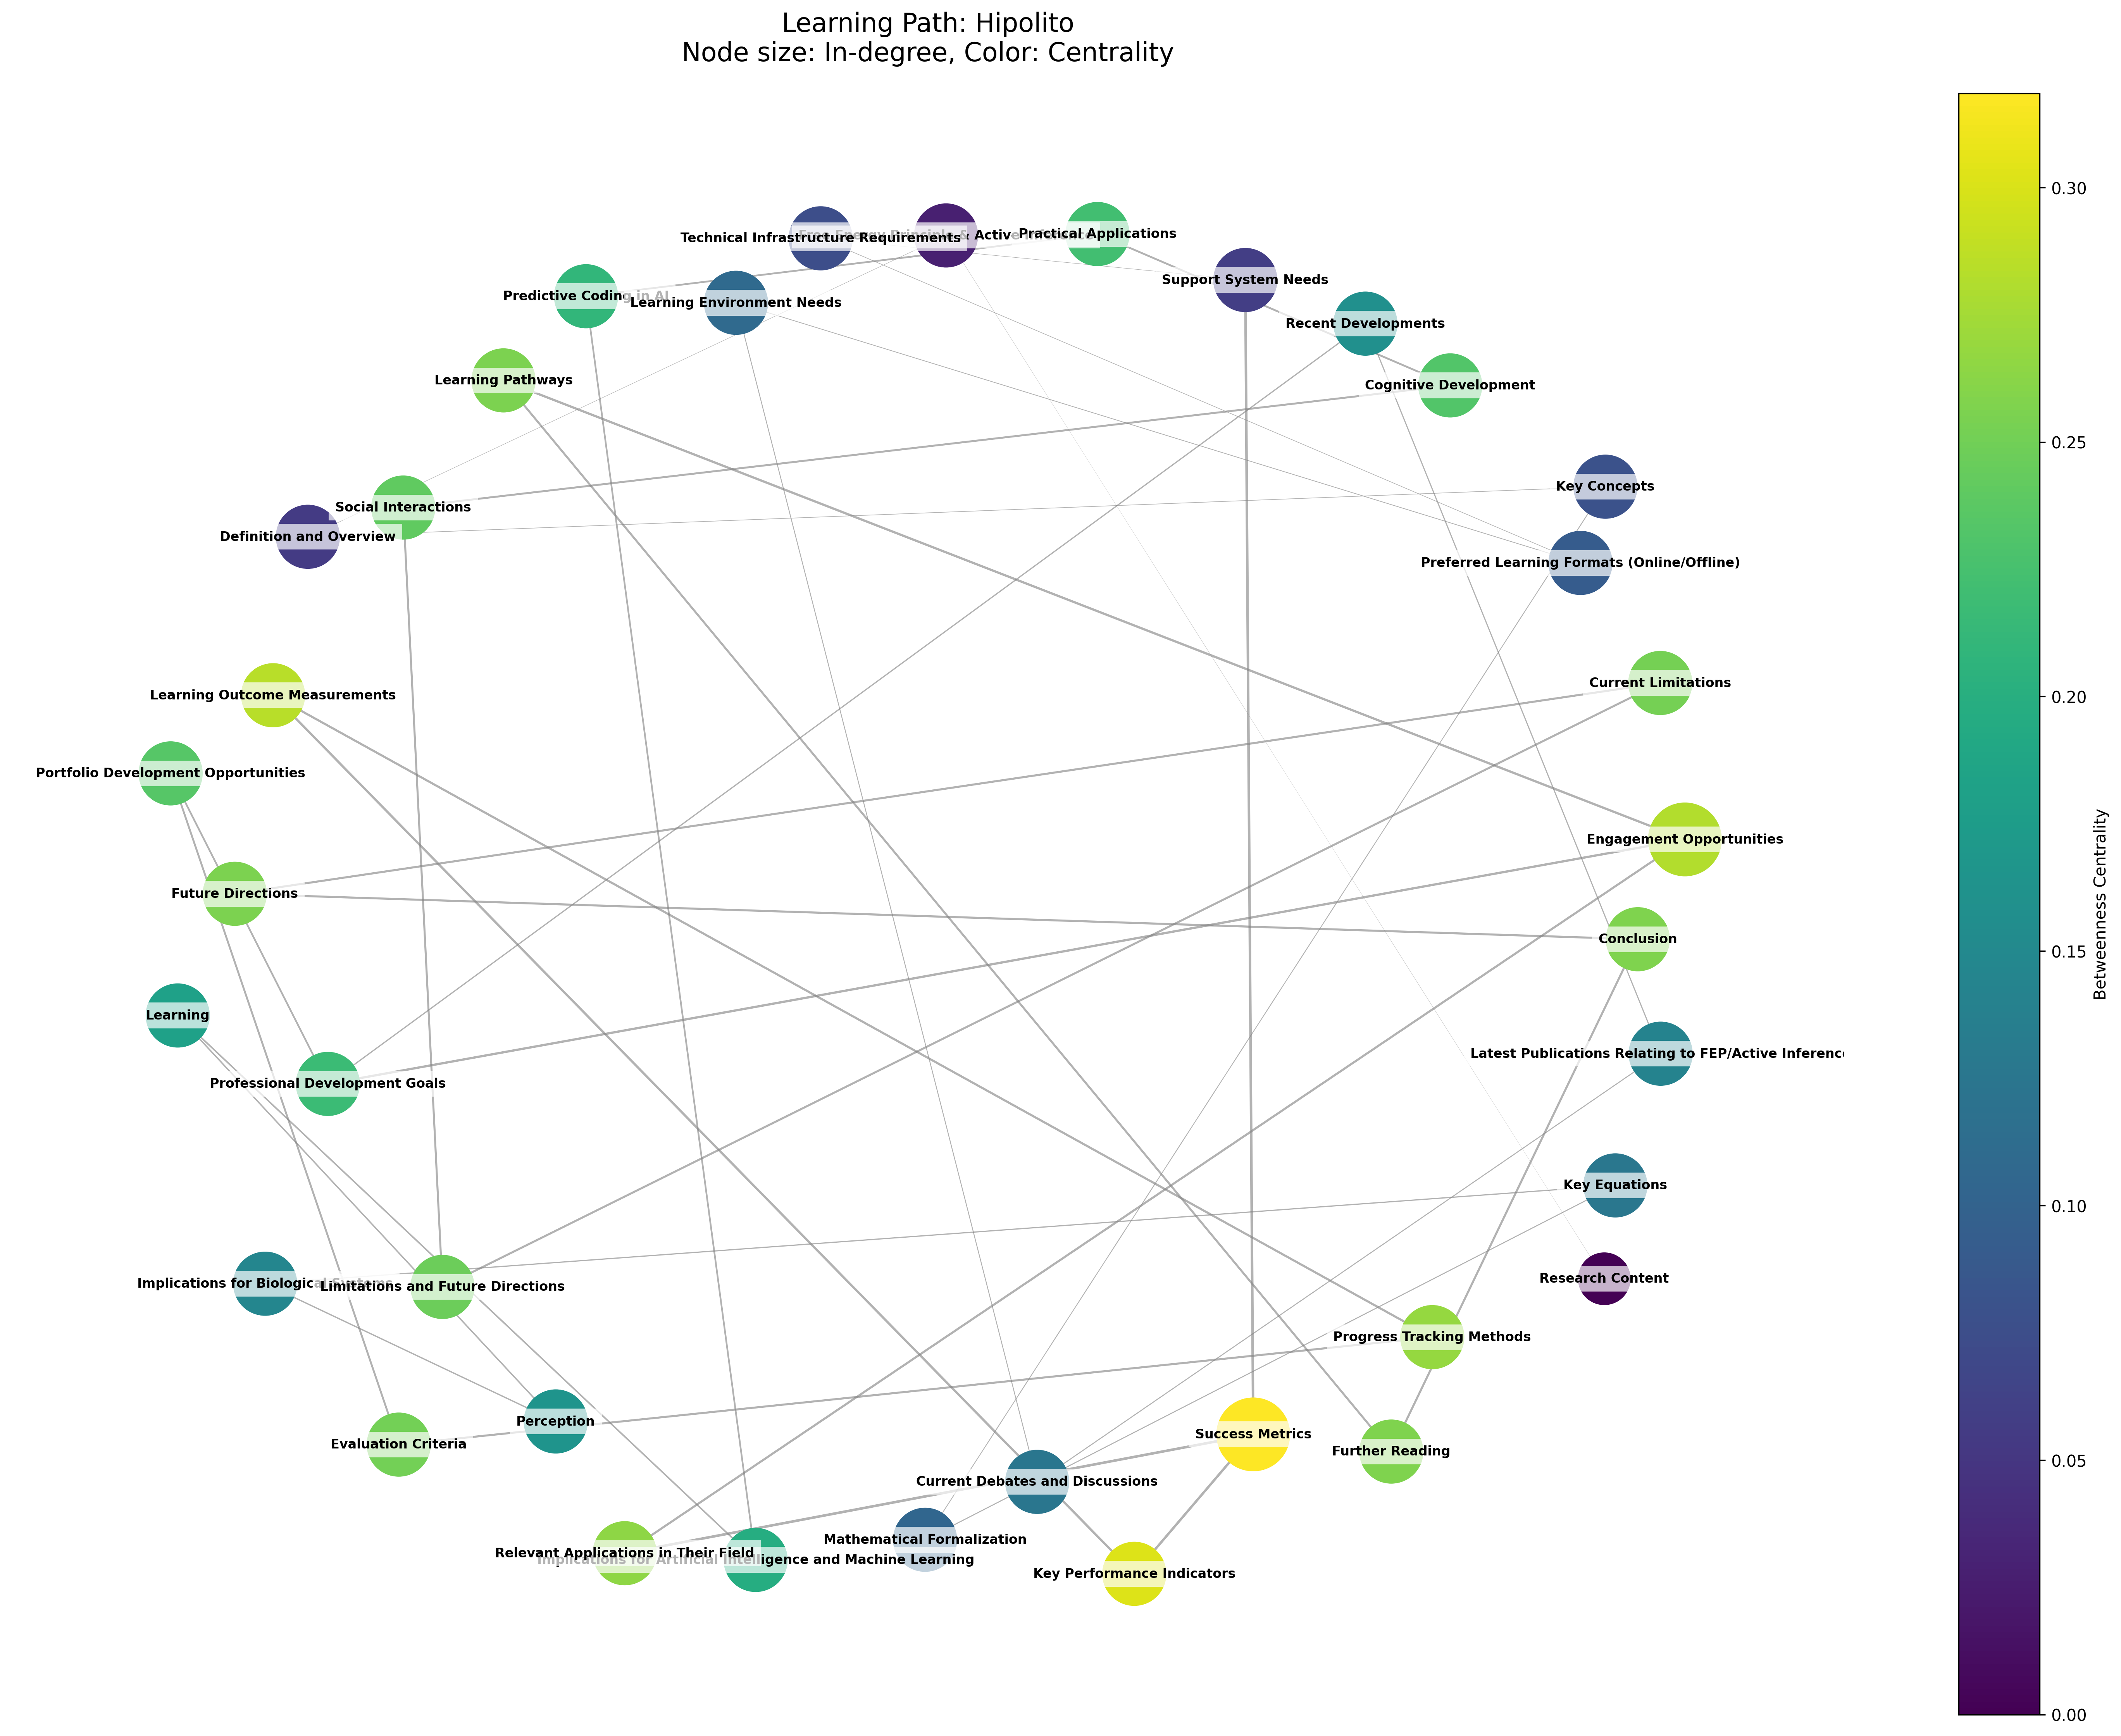 Learning Path: Hipolito
Node size: In-degree, Color: Centrality
Technical Infrastructure Requirements
Free Energy Principle & Active Inference
Practical Applications
Support System Needs
Predictive Coding in AI
Learning Environment Needs
Recent Developments
Learning Pathways
Cognitive Development
Key Concepts
Social Interactions
Definition and Overview
Preferred Learning Formats (Online/Offline)
Current Limitations
Learning Outcome Measurements
Portfolio Development Opportunities
Engagement Opportunities
Future Directions
Conclusion
Learning
Latest Publications Relating to FEP/Active Inference
Professional Development Goals
Key Equations
Research Content
Implications for Biological Systems
Limitations and Future Directions
Progress Tracking Methods
Perception
Success Metrics
Evaluation Criteria
Further Reading
Current Debates and Discussions
Mathematical Formalization
Relevant Applications in Their Field
Implications for Artificial Intelligence and Machine Learning
Key Performance Indicators
0.30
0.25
0.20
0.15
0.10
0.05
0.00
Betweenness Centrality